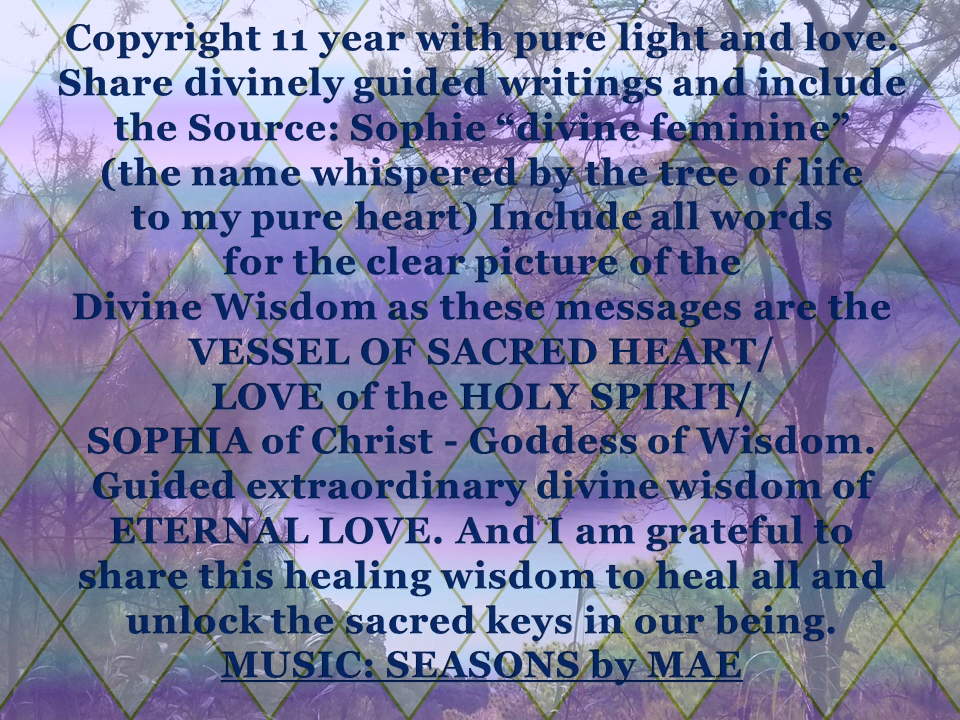 Copyright 11 year with pure light and love.
Share divinely guided writings and include
the Source: Sophie “divine feminine”
(the name whispered by the tree of life
to my pure heart) Include all words
for the clear picture of the
Divine Wisdom as these messages are the
VESSEL OF SACRED HEART/
LOVE of the HOLY SPIRIT/
SOPHIA of Christ - Goddess of Wisdom.
Guided extraordinary divine wisdom of
ETERNAL LOVE. And I am grateful to
share this healing wisdom to heal all and
unlock the sacred keys in our being.
MUSIC: SEASONS by MAE